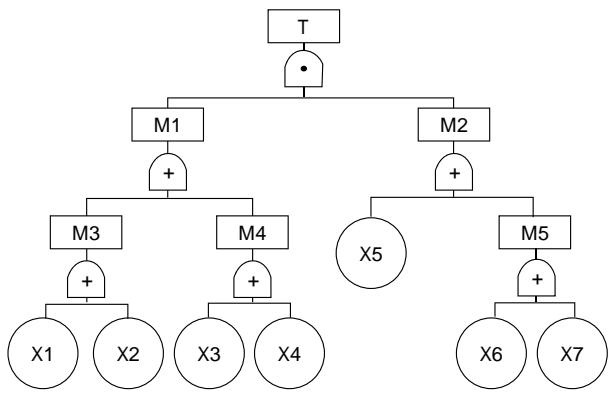 T
•
M1 M2
+ +
M3 M4 X5 M5
+ + +
X1 X2 X3 X4 X6 X7